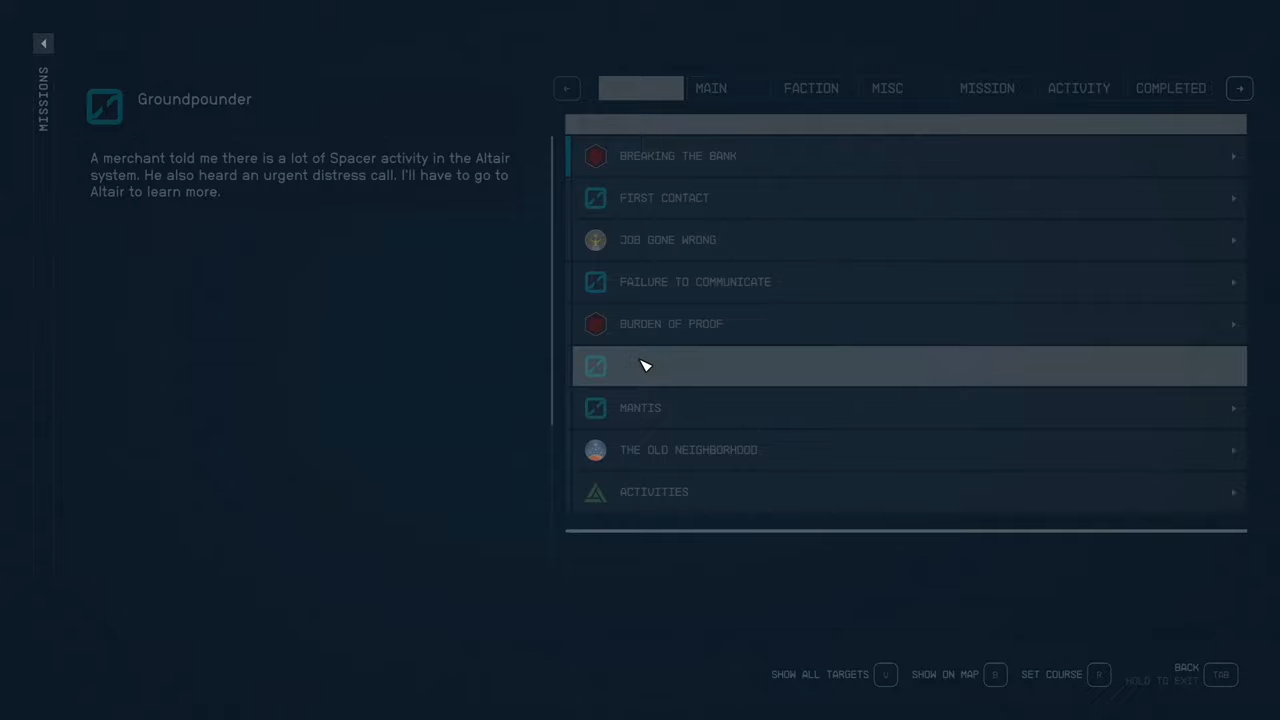 MISSIONS
Groundpounder
A merchant told me there is a lot of Spacer activity in the Altair
system. He also heard an urgent distress call. I'll have to go to
Altair to learn more.
MAIN FACTION MISC MISSION ACTIVITY COMPLETED
BREAKING THE BANK
FIRST CONTACT
JOB GONE WRONG
FAILURE TO COMMUNICATE
BURDEN OF PROOF
MANTIS
THE OLD NEIGHBORHOOD
ACTIVITIES
SHOW ALL TARGETS SHOW ON MAP SET COURSE R BACK TAB
HOLD TO EXIT